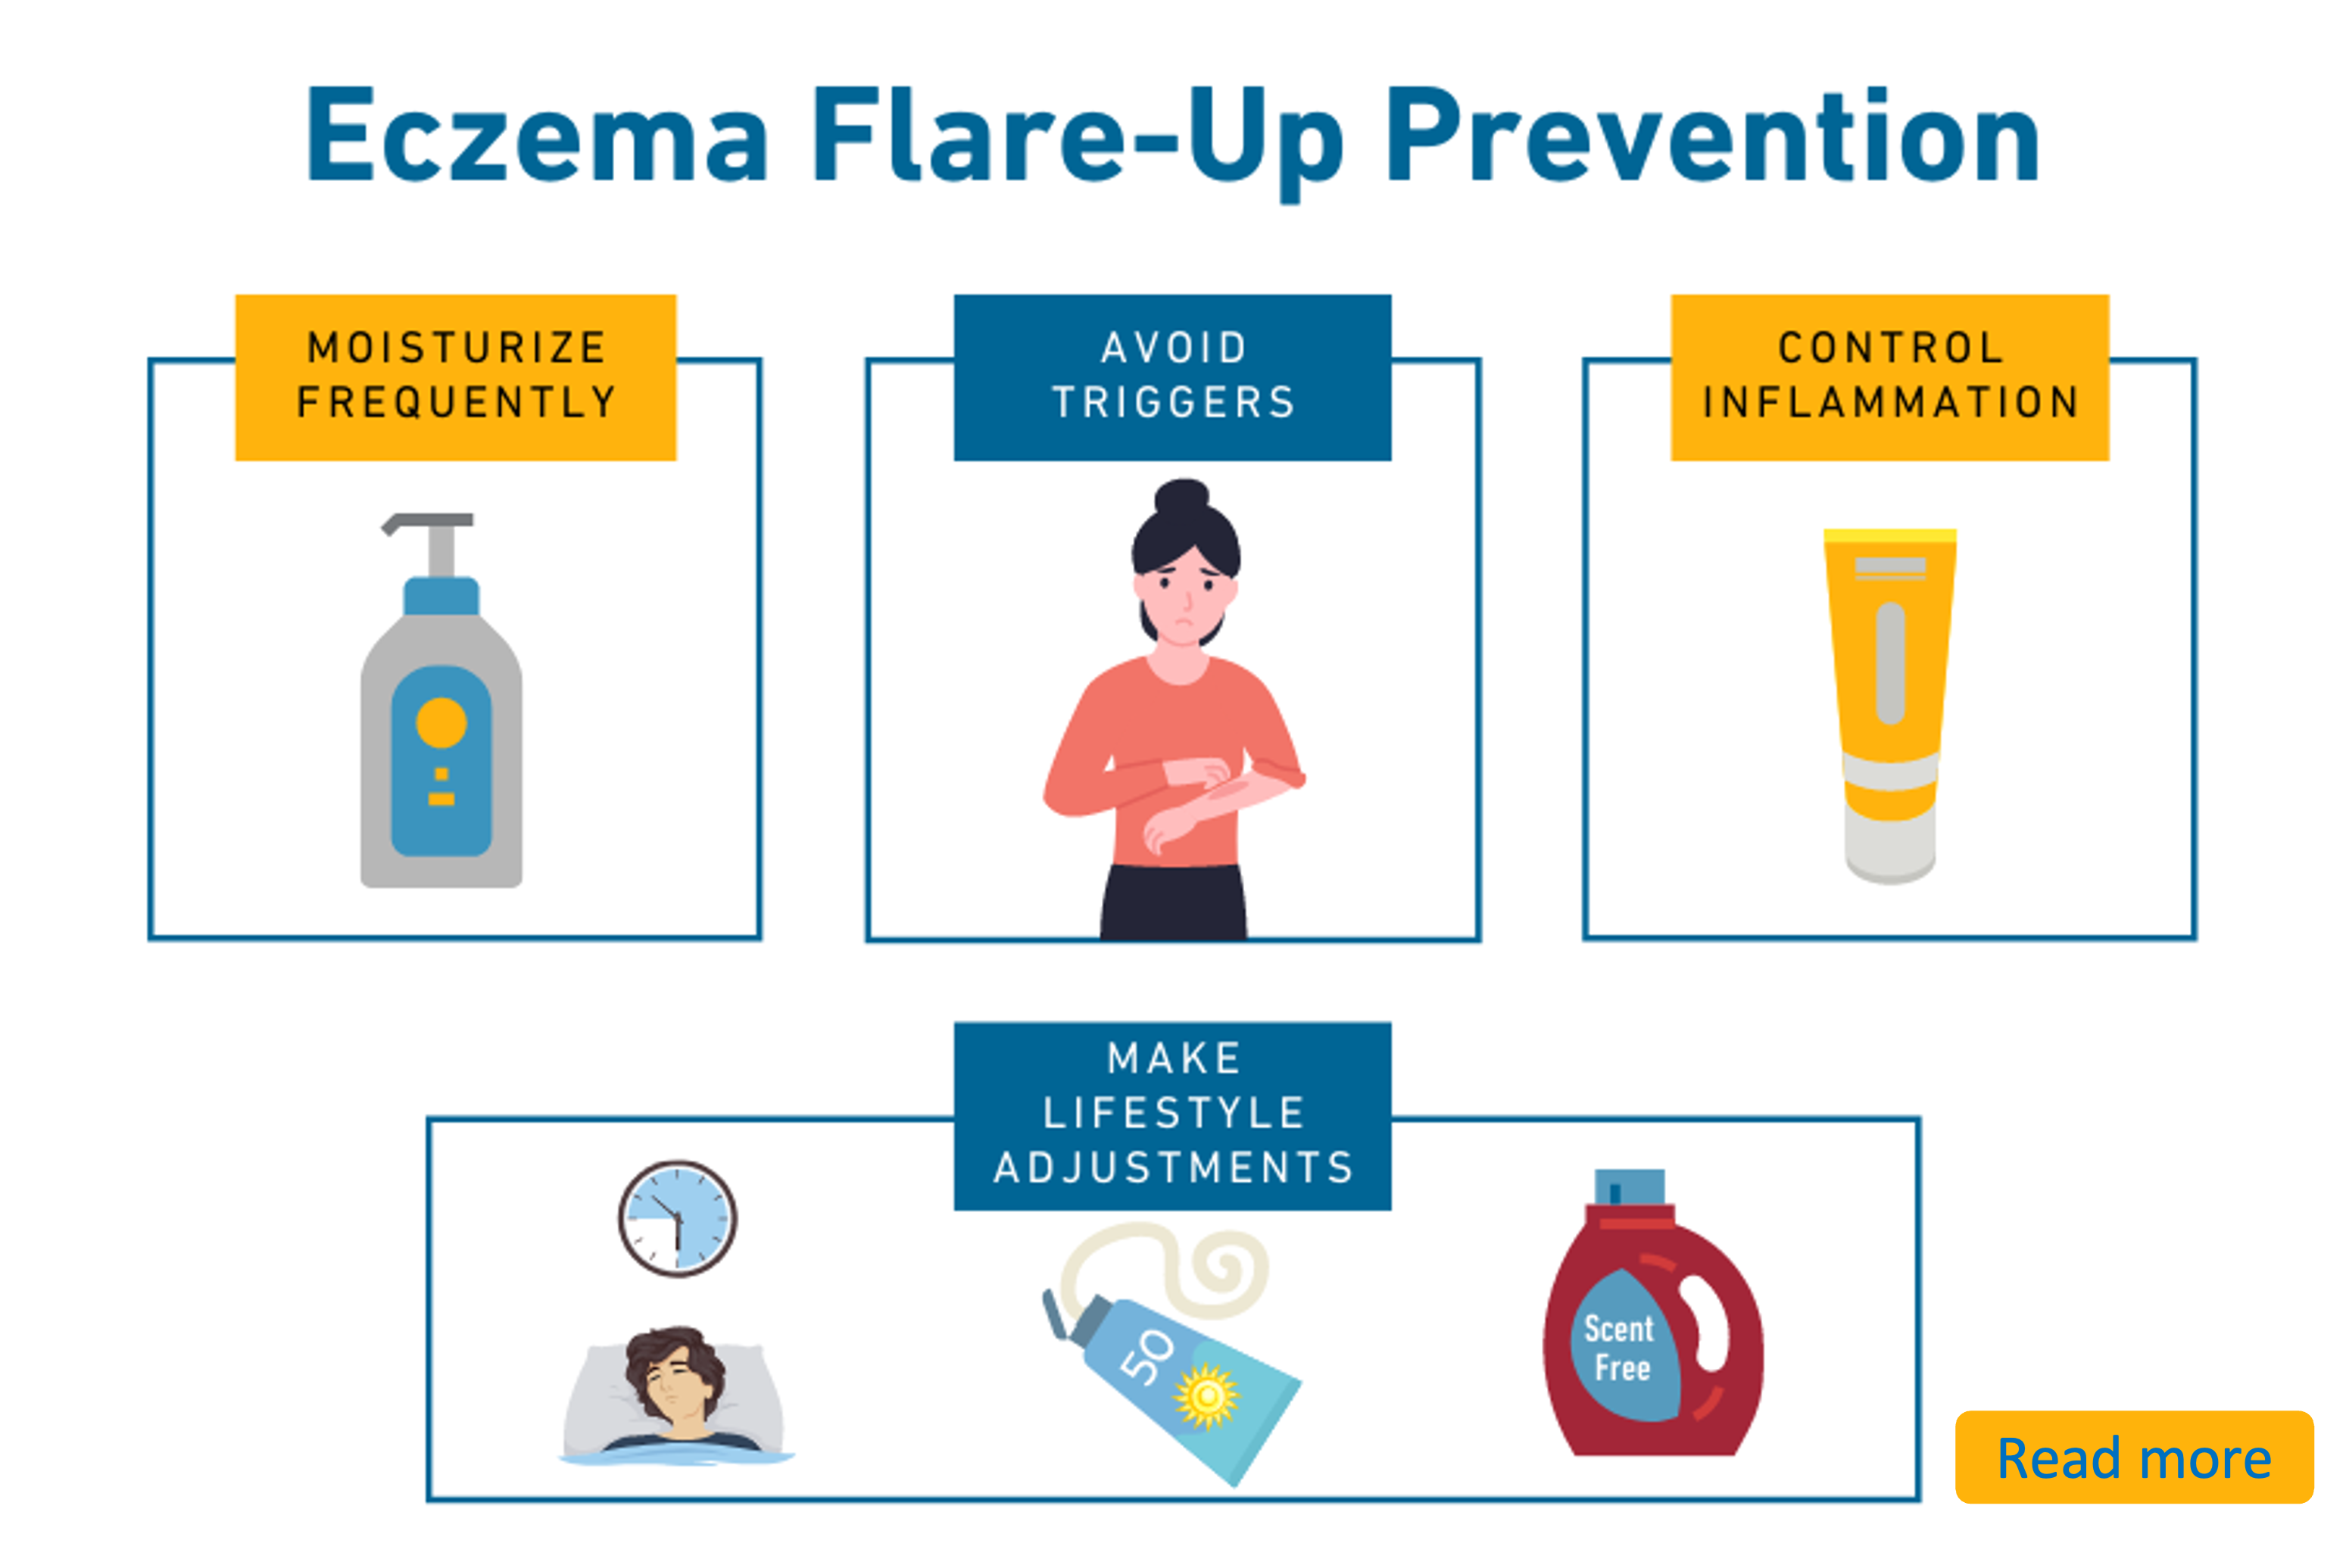 Eczema Flare-Up Prevention
MOISTURIZE
FREQUENTLY
AVOID
TRIGGERS
CONTROL
INFLAMMATION
MAKE
LIFESTYLE
ADJUSTMENTS
50
Scent
Free
Read more